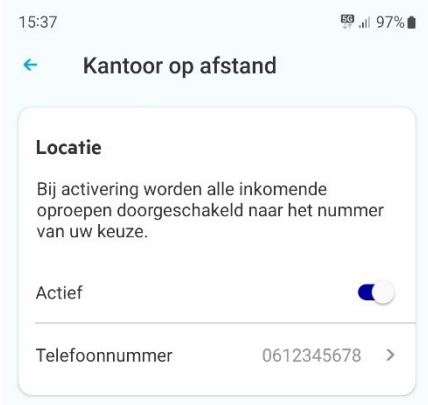 15:37 5G 97%
Kantoor op afstand
Locatie
Bij activering worden alle inkomende
oproepen doorgeschakeld naar het nummer
van uw keuze.
Actief
Telefoonnummer 0612345678